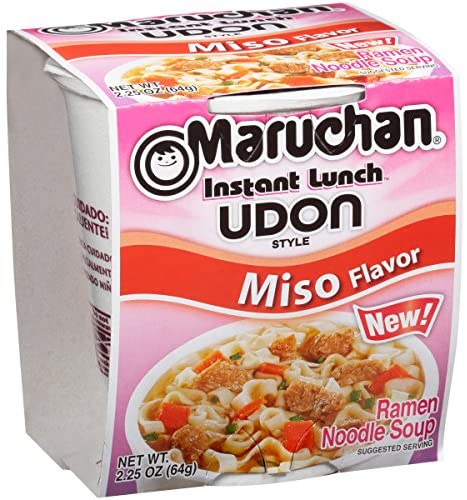 NET WT.
2.25 OZ (64g)
New!
Ramen
Noodle Soup
SUGGESTED SERVING
Maruchan®
Instant Lunch™
UDON
STYLE
Miso Flavor
New!
Ramen
Noodle Soup
SUGGESTED SERVING
NET WT.
2.25 OZ (64g)